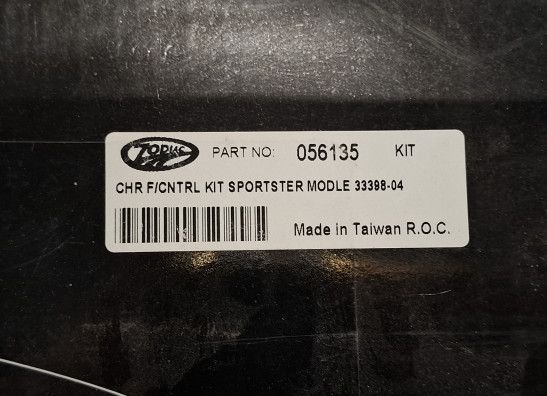 ZODIAC PART NO: 056135 KIT
CHR F/CNTRL KIT SPORTSTER MODLE 33398-04
Made in Taiwan R.O.C.